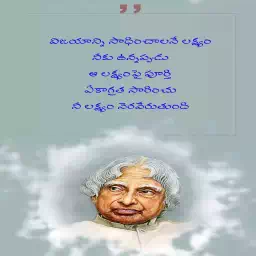 విజయాన్ని సాధించాలనే లక్ష్యం
నీకు ఉన్నప్పుడు
ఆ లక్ష్యంపై పూర్తి
ఏకాగ్రత సారించు
నీ లక్ష్యం నెరవేరుతుంది